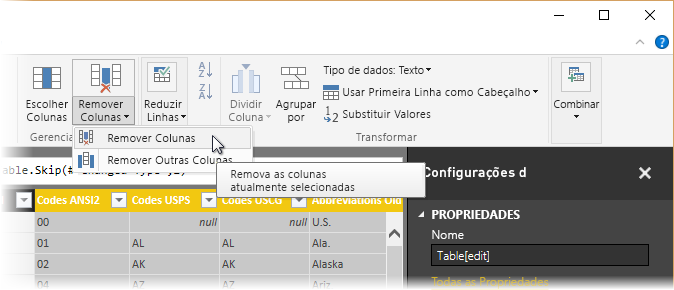 Tipo de dados: Texto
Usar Primeira Linha como Cabeçalho
Substituir Valores
Escolher
Colunas
Remover
Colunas
Reduzir
Linhas
A
Z
Z
A
Dividir
Coluna
Agrupar
por
1
2
Combinar
Gerencia
Transformar
Remover Colunas
Remover Outras Colunas
Remova as colunas
atualmente selecionadas
able.Skip(#
Configurações d
PROPRIEDADES
Nome
Table[edit]
Todas as Propriedades
Codes ANSI2 Codes USPS Codes USCG Abbreviations Old
00 null null U.S.
01 AL AL Ala.
02 AK AK Alaska
04 AZ AZ Ariz